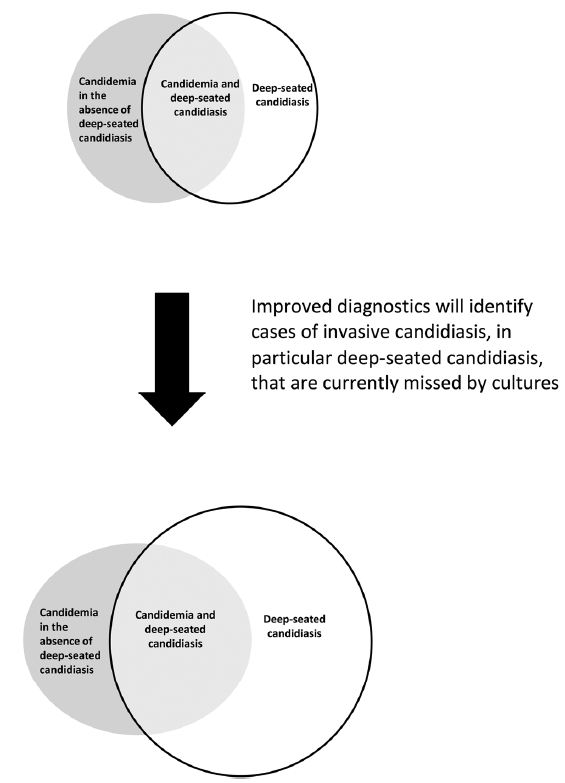 Candidemia
in the
absence of
deep-seated
candidiasis
Candidemia and
deep-seated
candidiasis
Deep-seated
candidiasis
Improved diagnostics will identify
cases of invasive candidiasis, in
particular deep-seated candidiasis,
that are currently missed by cultures
Candidemia
in the
absence of
deep-seated
candidiasis
Candidemia and
deep-seated
candidiasis
Deep-seated
candidiasis